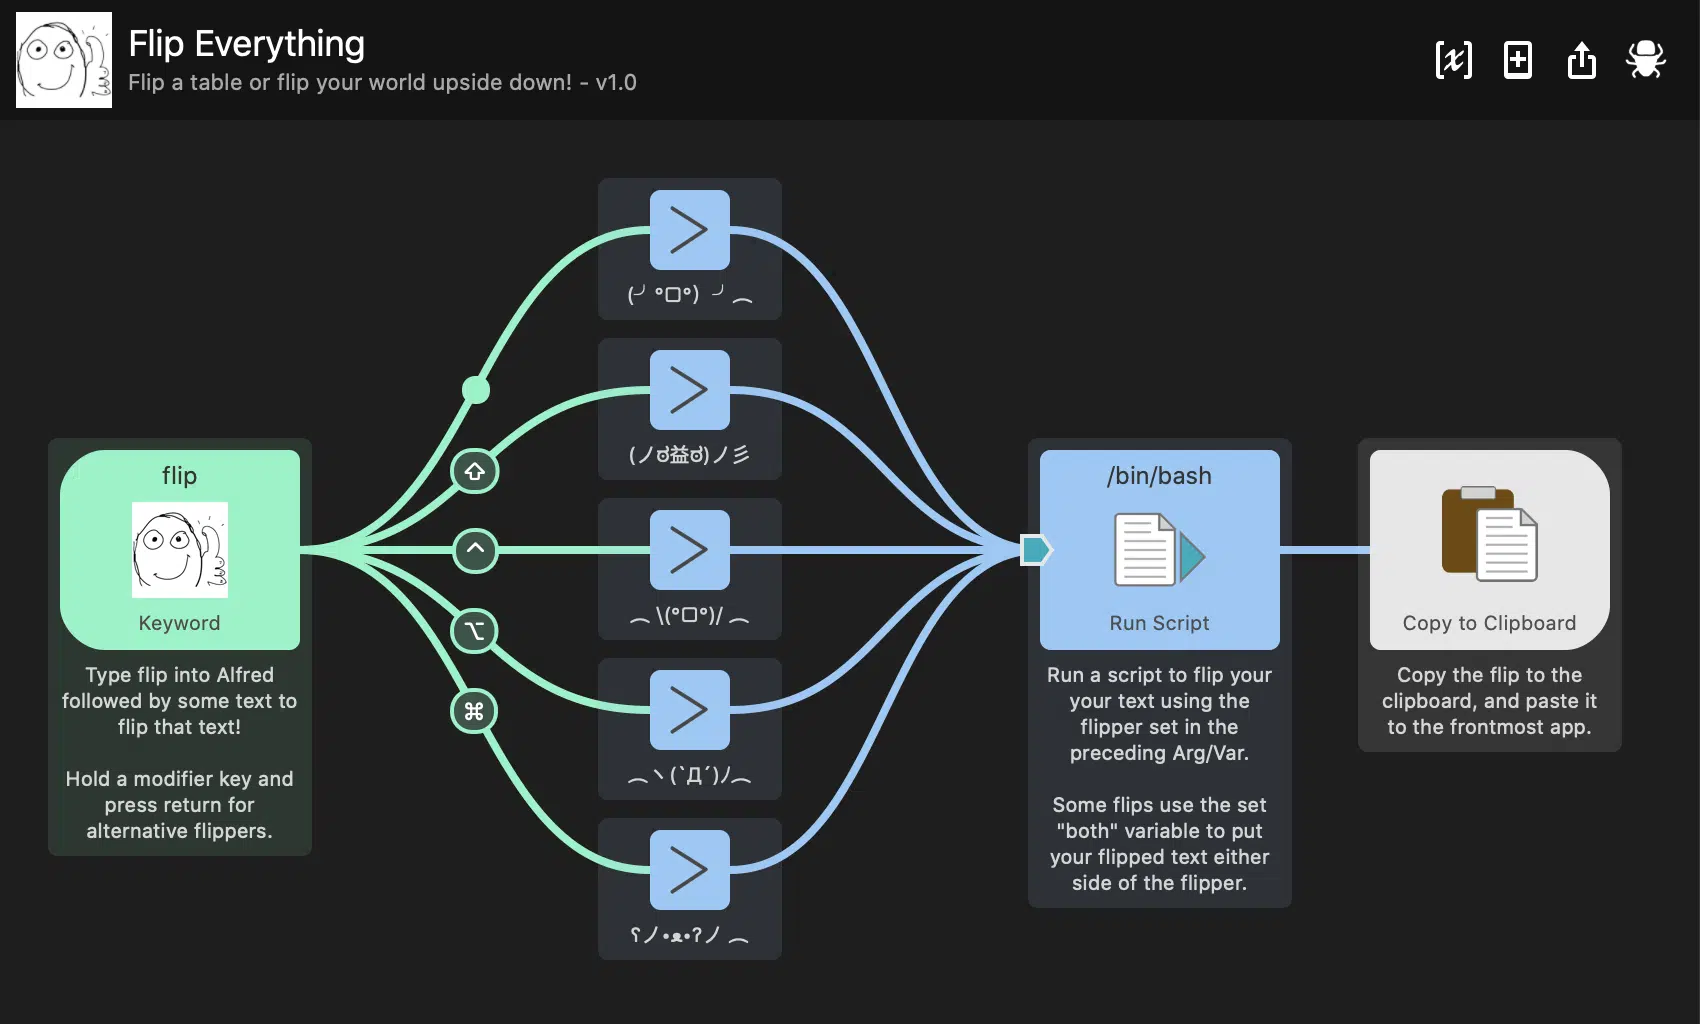 Flip Everything
Flip a table or flip your world upside down! - v1.0
flip
Keyword
Type flip into Alfred
followed by some text to
flip that text!
Hold a modifier key and
press return for
alternative flippers.
(╯°□°) ╯︵
(ノಠ益ಠ)ノ彡
︵ \(°□°)/ ︵
︵ヽ(`Д´)ﾉ︵
ʕノ•ᴥ•ʔノ ︵
/bin/bash
Run Script
Run a script to flip your
your text using the
flipper set in the
preceding Arg/Var.
Some flips use the set
"both" variable to put
your flipped text either
side of the flipper.
Copy to Clipboard
Copy the flip to the
clipboard, and paste it
to the frontmost app.